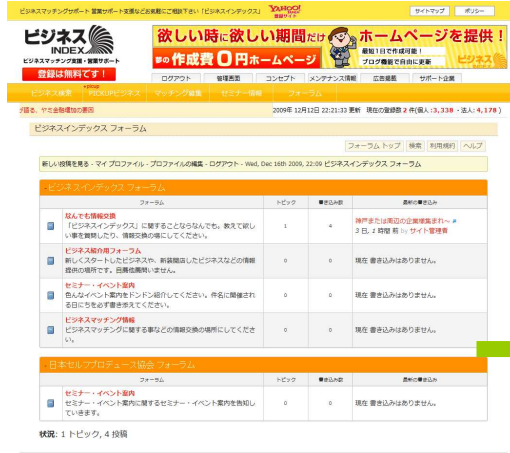 ビジネスマッチングサポート 営業サポート支援などお気軽にご相談下さい「ビジネスインデックス」
YAHOO!
登録サイト
サイトマップ
ポリシー
ビジネス
INDEX
ビジネスマッチング支援・営業サポート
登録は無料てす！
欲しい時に欲しい期間だけ
夢の作成費０円ホームページ
ホームページを提供！
最短1日で作成可能！
ブログ機能で自由に更新
ビジネス
ログアウト
管理画面
コンセプト
メンテナンス情報
広告掲載
サポート企業
ビジネス検索
pickup
PICKUPビジネス
マッチング編集
セミナー情報
フォーラム
ヤミ金融増加の要因
2009年 12月12日 22:21:33 更新 現在の登録数 2 件(個人：3,338 ・法人：4,178 )
ビジネスインデックス フォーラム
フォーラムトップ
検索
利用規約
ヘルプ
新しい投稿を見る - マイ プロフィール - プロフィールの編集 - ログアウト - Wed, Dec 16th 2009, 22:09 ビジネスインデックス フォーラム
ビジネスインデックス フォーラム
フォーラム
トピック
書き込み数
最新の書き込み
なんでも情報交換
「ビジネスインデックス」に関することならなんでも。教えて欲し
い事を質問したり、情報交換の場にしてください。
1
4
神戸または周辺の企業様集まれ～
3 日, 1 時間 前 by サイト管理者
ビジネス紹介用フォーラム
新しくスタートしたビジネスや、新装開店したビジネスなどの情報
提供の場所です。自薦他薦問いません。
0
0
現在 書き込みはありません。
セミナー・イベント案内
色んなイベント案内をドンドン紹介してください。件名に開催され
る日にちを必ず書き添えてください。
0
0
現在 書き込みはありません。
ビジネスマッチング情報
ビジネスマッチングに関する事などの情報交換の場所にしてくださ
い。
0
0
現在 書き込みはありません。
日本セルフプロデュース協会 フォーラム
フォーラム
トピック
書き込み数
最新の書き込み
セミナー・イベント案内
セミナー・イベント案内に関するセミナー・イベント案内を告知し
ていきます。
0
0
現在 書き込みはありません。
状況: 1 トピック, 4 投稿